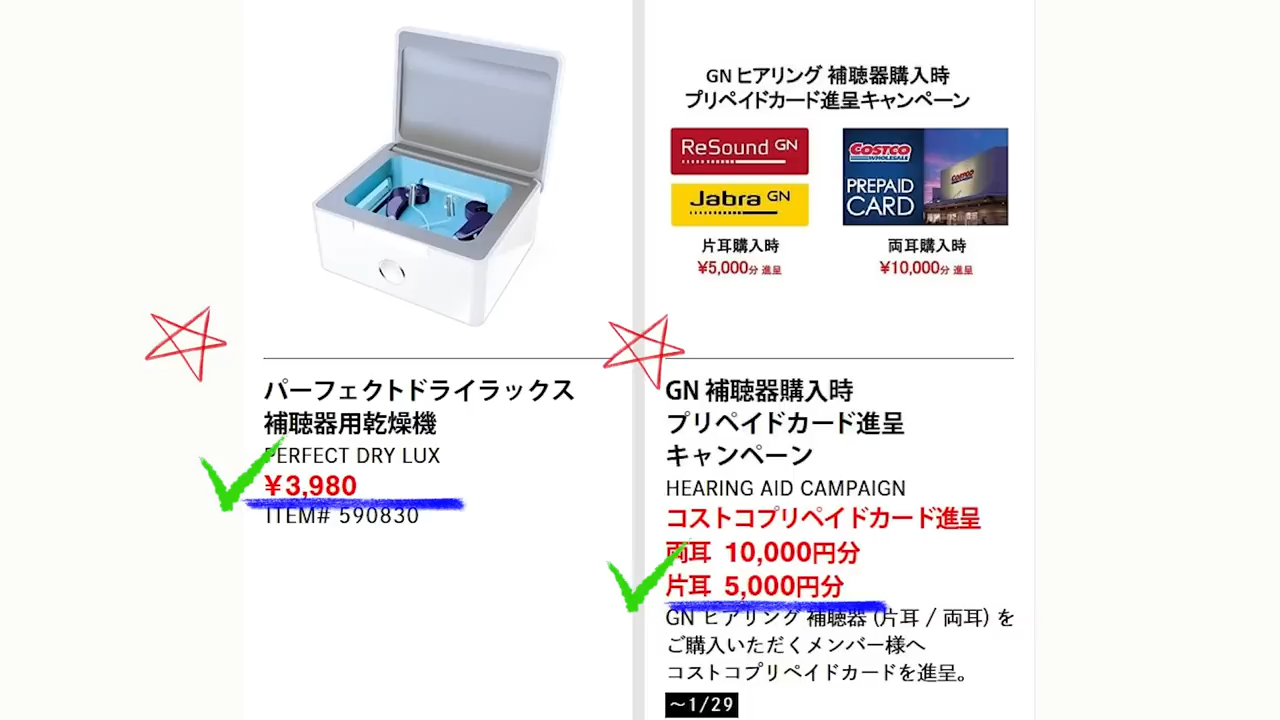 パーフェクトドライラックス
補聴器用乾燥機
PERFECT DRY LUX
¥3,980
ITEM# 590830
GN ヒアリング 補聴器購入時
プリペイドカード進呈キャンペーン
ReSound GN
Jabra GN
COSTCO
WHOLESALE
PREPAID
CARD
COSTCO
片耳購入時
¥5,000分 進呈
両耳購入時
¥10,000分 進呈
GN 補聴器購入時
プリペイドカード進呈
キャンペーン
HEARING AID CAMPAIGN
コストコプリペイドカード進呈
両耳 10,000円分
片耳 5,000円分
GN ヒアリング 補聴器 (片耳 / 両耳) を
ご購入いただくメンバー様へ
コストコプリペイドカードを進呈。
～1/29